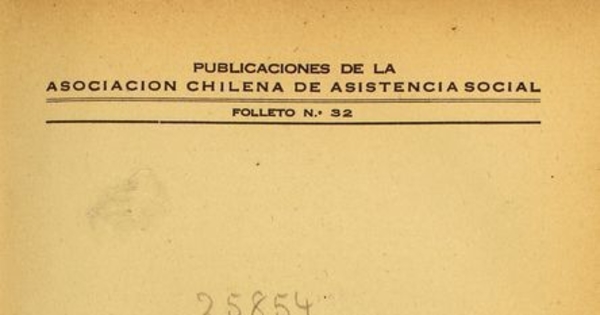 PUBLICACIONES DE LA
ASOCIACION CHILENA DE ASISTENCIA SOCIAL
FOLLETO N.º 32
25854